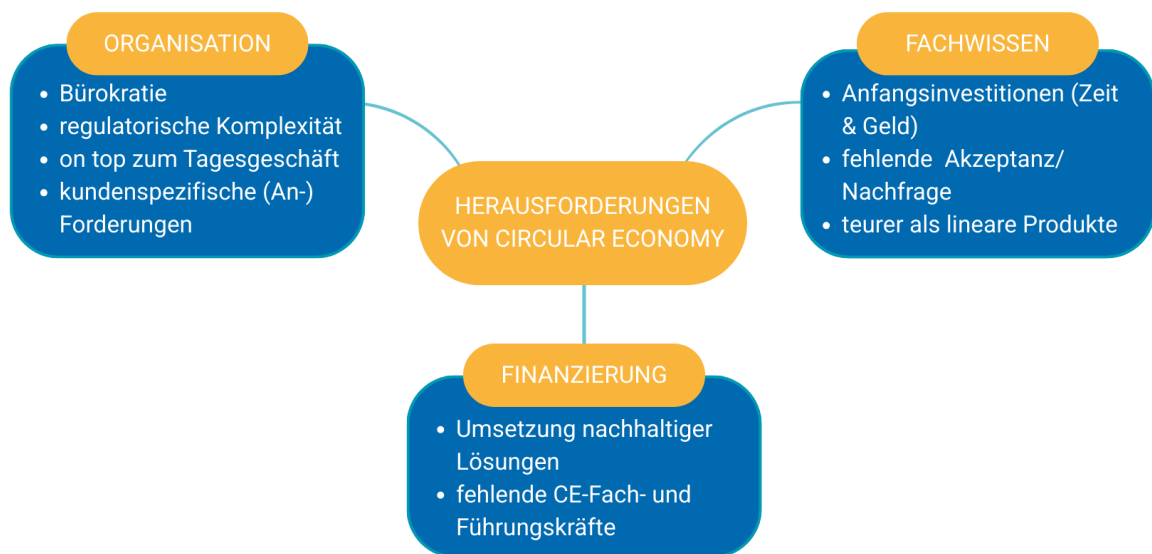 ORGANISATION
• Bürokratie
• regulatorische Komplexität
• on top zum Tagesgeschäft
• kundenspezifische (An-)
Forderungen
HERAUSFORDERUNGEN
VON CIRCULAR ECONOMY
FACHWISSEN
• Anfangsinvestitionen (Zeit
& Geld)
• fehlende Akzeptanz/
Nachfrage
• teurer als lineare Produkte
FINANZIERUNG
• Umsetzung nachhaltiger
Lösungen
• fehlende CE-Fach- und
Führungskräfte